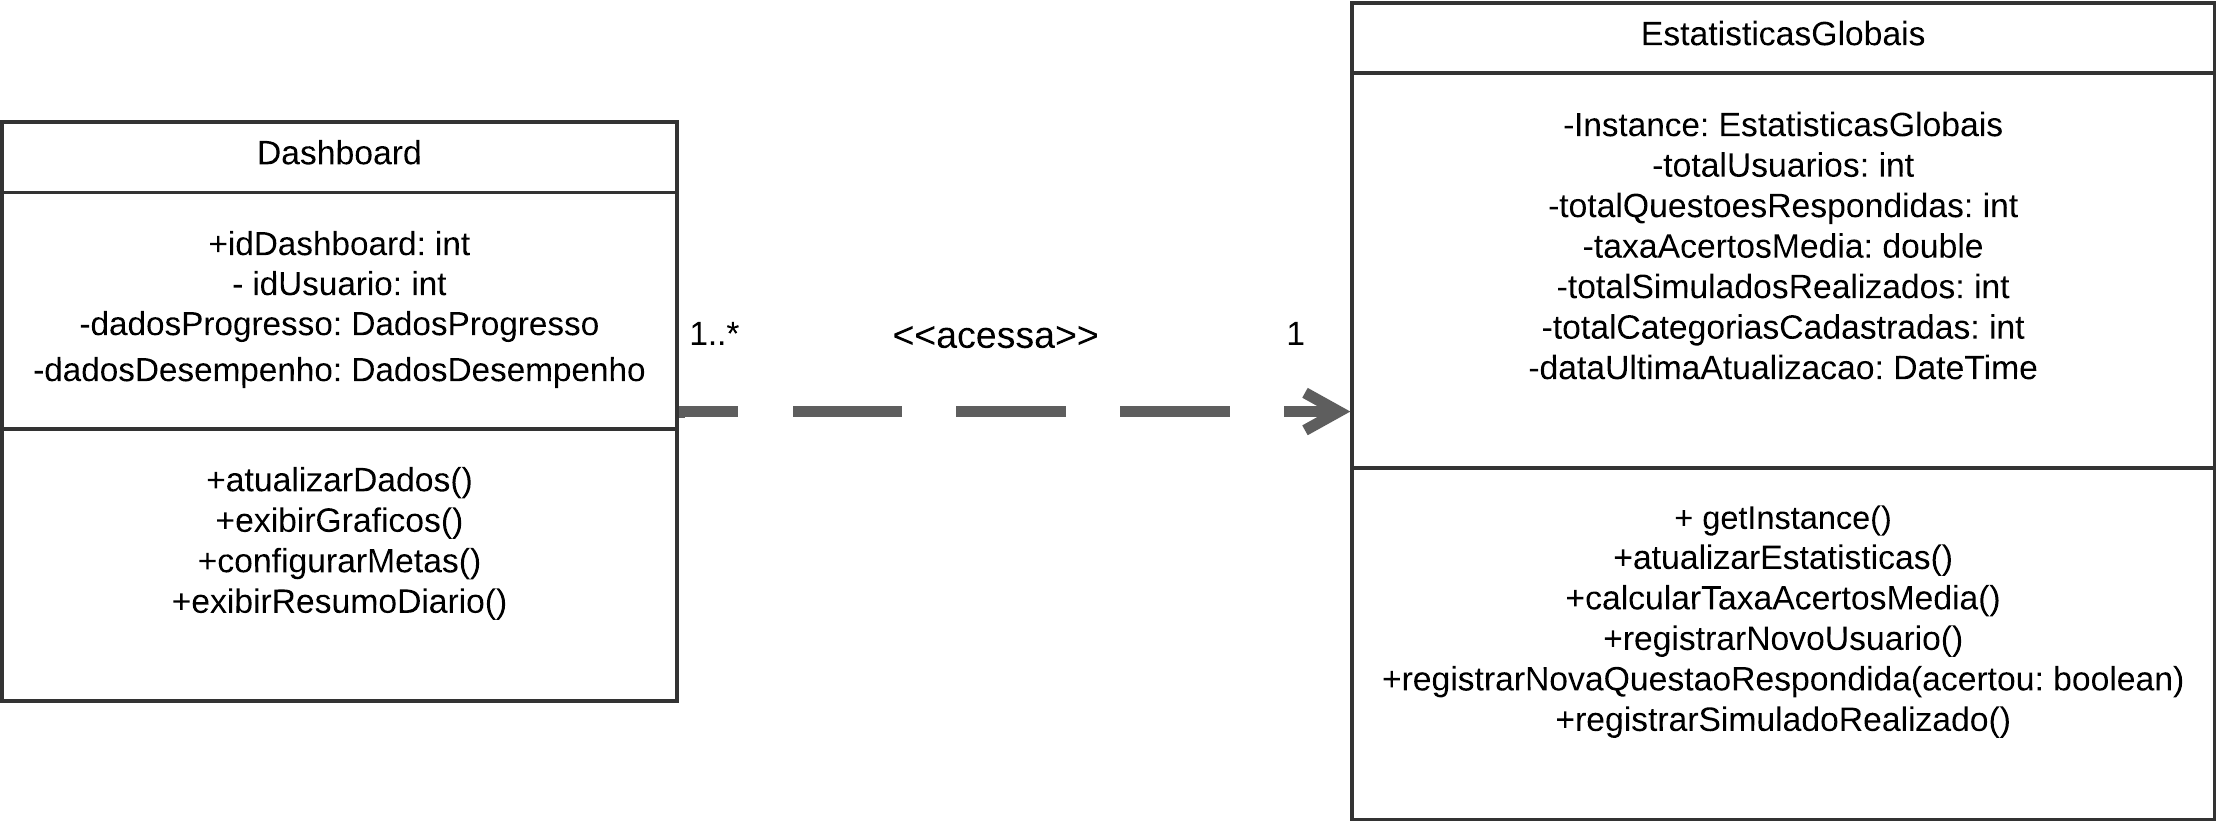 Dashboard
+idDashboard: int
- idUsuario: int
-dadosProgresso: DadosProgresso
-dadosDesempenho: DadosDesempenho
+atualizarDados()
+exibirGraficos()
+configurarMetas()
+exibirResumoDiario()
1..*
<<acessa>>
1
EstatisticasGlobais
-Instance: EstatisticasGlobais
-totalUsuarios: int
-totalQuestoesRespondidas: int
-taxaAcertosMedia: double
-totalSimuladosRealizados: int
-totalCategoriasCadastradas: int
-dataUltimaAtualizacao: DateTime
+ getInstance()
+atualizarEstatisticas()
+calcularTaxaAcertosMedia()
+registrarNovoUsuario()
+registrarNovaQuestaoRespondida(acertou: boolean)
+registrarSimuladoRealizado()